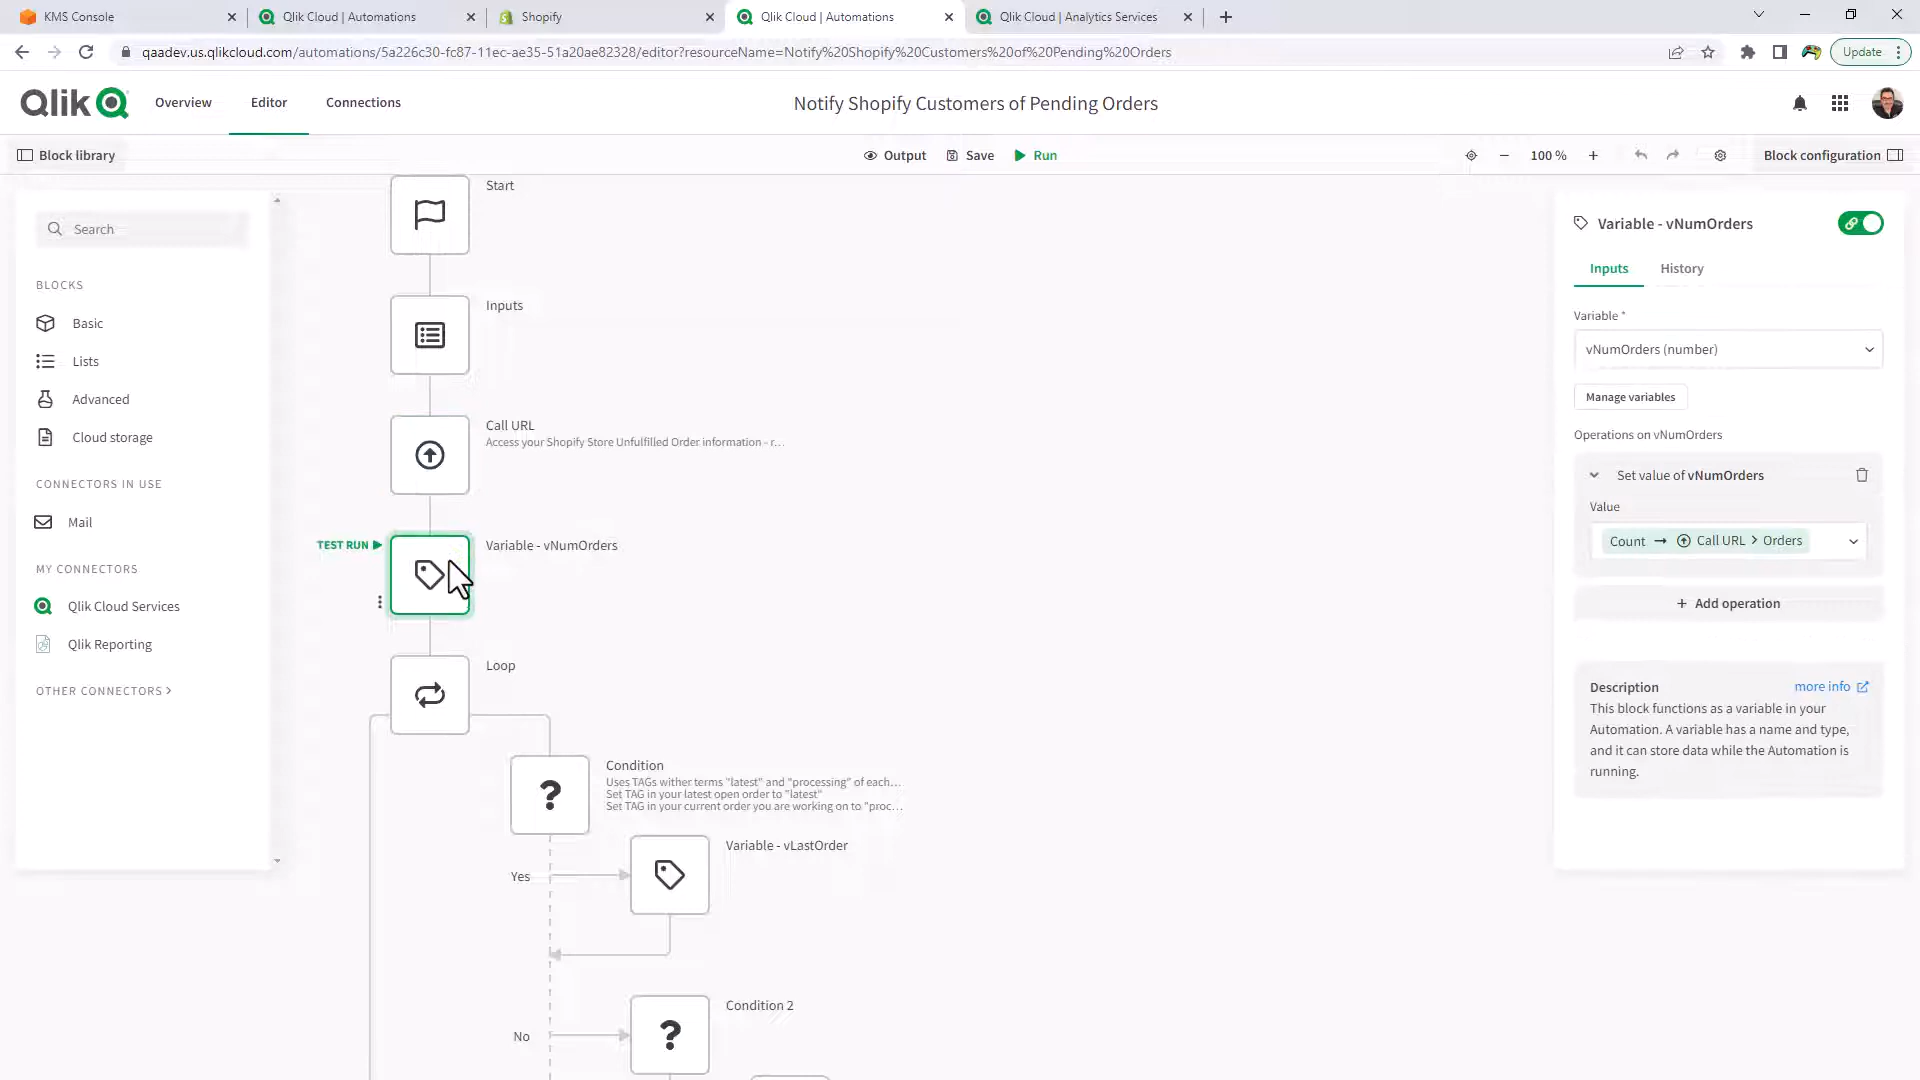 KMS Console
Qlik Cloud | Automations
Shopify
Qlik Cloud | Automations
Qlik Cloud | Analytics Services
qaadev.us.qlikcloud.com/automations/5a226c30-fc87-11ec-ae35-51a20ae82328/editor?resourceName=Notify%20Shopify%20Customers%20of%20Pending%20Orders
Update
Qlik
Overview
Editor
Connections
Notify Shopify Customers of Pending Orders
Block library
Output
Save
Run
100 %
Block configuration
Search
BLOCKS
Basic
Lists
Advanced
Cloud storage
CONNECTORS IN USE
Mail
MY CONNECTORS
Qlik Cloud Services
Qlik Reporting
OTHER CONNECTORS
Start
Inputs
Call URL
Access your Shopify Store Unfulfilled Order information - r...
TEST RUN
Variable - vNumOrders
Loop
Condition
Uses TAGs wither terms "latest" and "processing" of each...
Set TAG in your latest open order to "latest"
Set TAG in your current order you are working on to "proc...
Variable - vLastOrder
Yes
Condition 2
No
Variable - vNumOrders
Inputs
History
Variable *
vNumOrders (number)
Manage variables
Operations on vNumOrders
Set value of vNumOrders
Value
Count → Call URL > Orders
+ Add operation
Description
more info
This block functions as a variable in your
Automation. A variable has a name and type,
and it can store data while the Automation is
running.